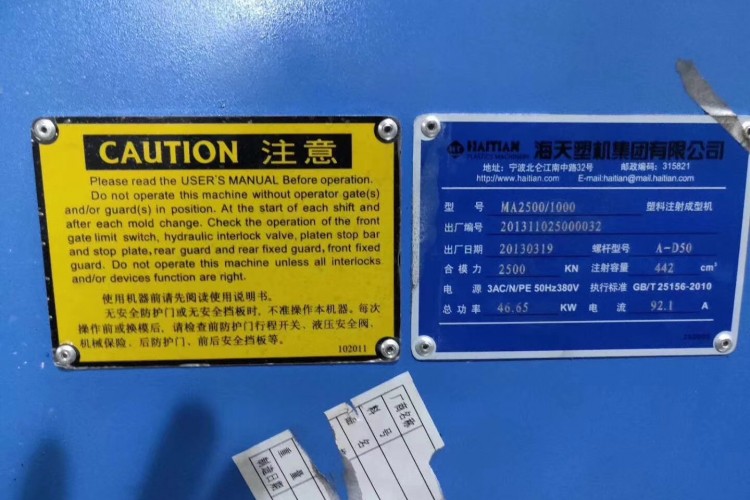 CAUTION 注意
Please read the USER'S MANUAL Before operation.
Do not operate this machine without operator gate(s)
and/or guard(s) in position. At the start of each shift and
after each mold change. Check the operation of the front
gate limit switch, hydraulic interlock valve, platen stop bar
and stop plate, rear guard and rear fixed guard, front fixed
guard. Do not operate this machine unless all interlocks
and/or devices function are right.
使用机器前请先阅读使用说明书。
无安全防护门或无安全挡板时，不准操作本机器。每次
操作前或换模后，请检查前防护门行程开关、液压安全阀、
机械保险、后防护门、前后安全挡板等。
102011
HAITIAN 海天塑机集团有限公司
地址：宁波北仑江南中路32号 邮政编码：315821
http://www.haitian.com E-mail:haitian@mail.haitian.com
型号 MA2500/1000 塑料注射成型机
出厂编号 201311025000032
出厂日期 20130319 螺杆型号 A-D50
合模力 2500 KN 注射容量 442 cm³
电源 3AC/N/PE 50Hz380V 执行标准 GB/T 25156-2010
总功率 46.65 KW 电流 92.1 A
厂商名称
料号
品名
重量